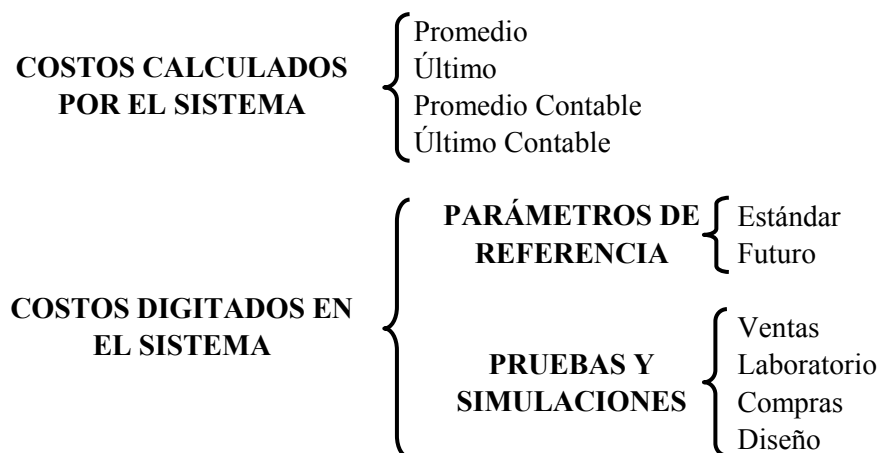 COSTOS CALCULADOS
POR EL SISTEMA
Promedio
Último
Promedio Contable
Último Contable
COSTOS DIGITADOS EN
EL SISTEMA
PARÁMETROS DE
REFERENCIA
Estándar
Futuro
PRUEBAS Y
SIMULACIONES
Ventas
Laboratorio
Compras
Diseño